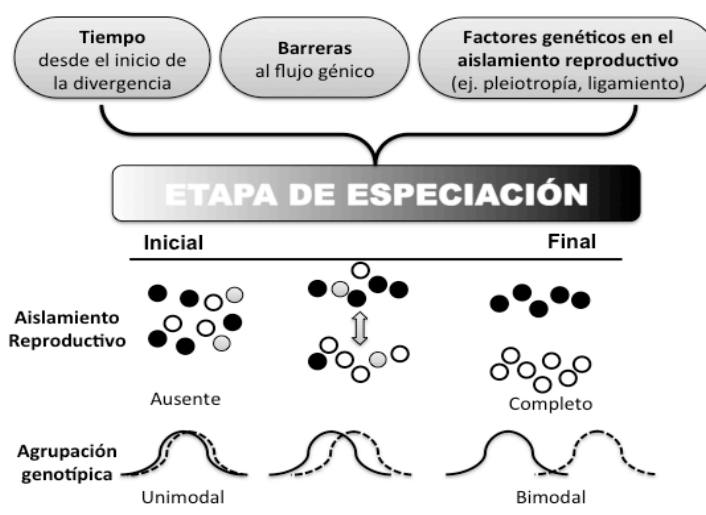 Tiempo
desde el inicio de
la divergencia
Barreras
al flujo génico
Factores genéticos en el
aislamiento reproductivo
(ej. pleiotropía, ligamiento)
ETAPA DE ESPECIACIÓN
Inicial
Final
Aislamiento
Reproductivo
Ausente
Completo
Agrupación
genotípica
Unimodal
Bimodal